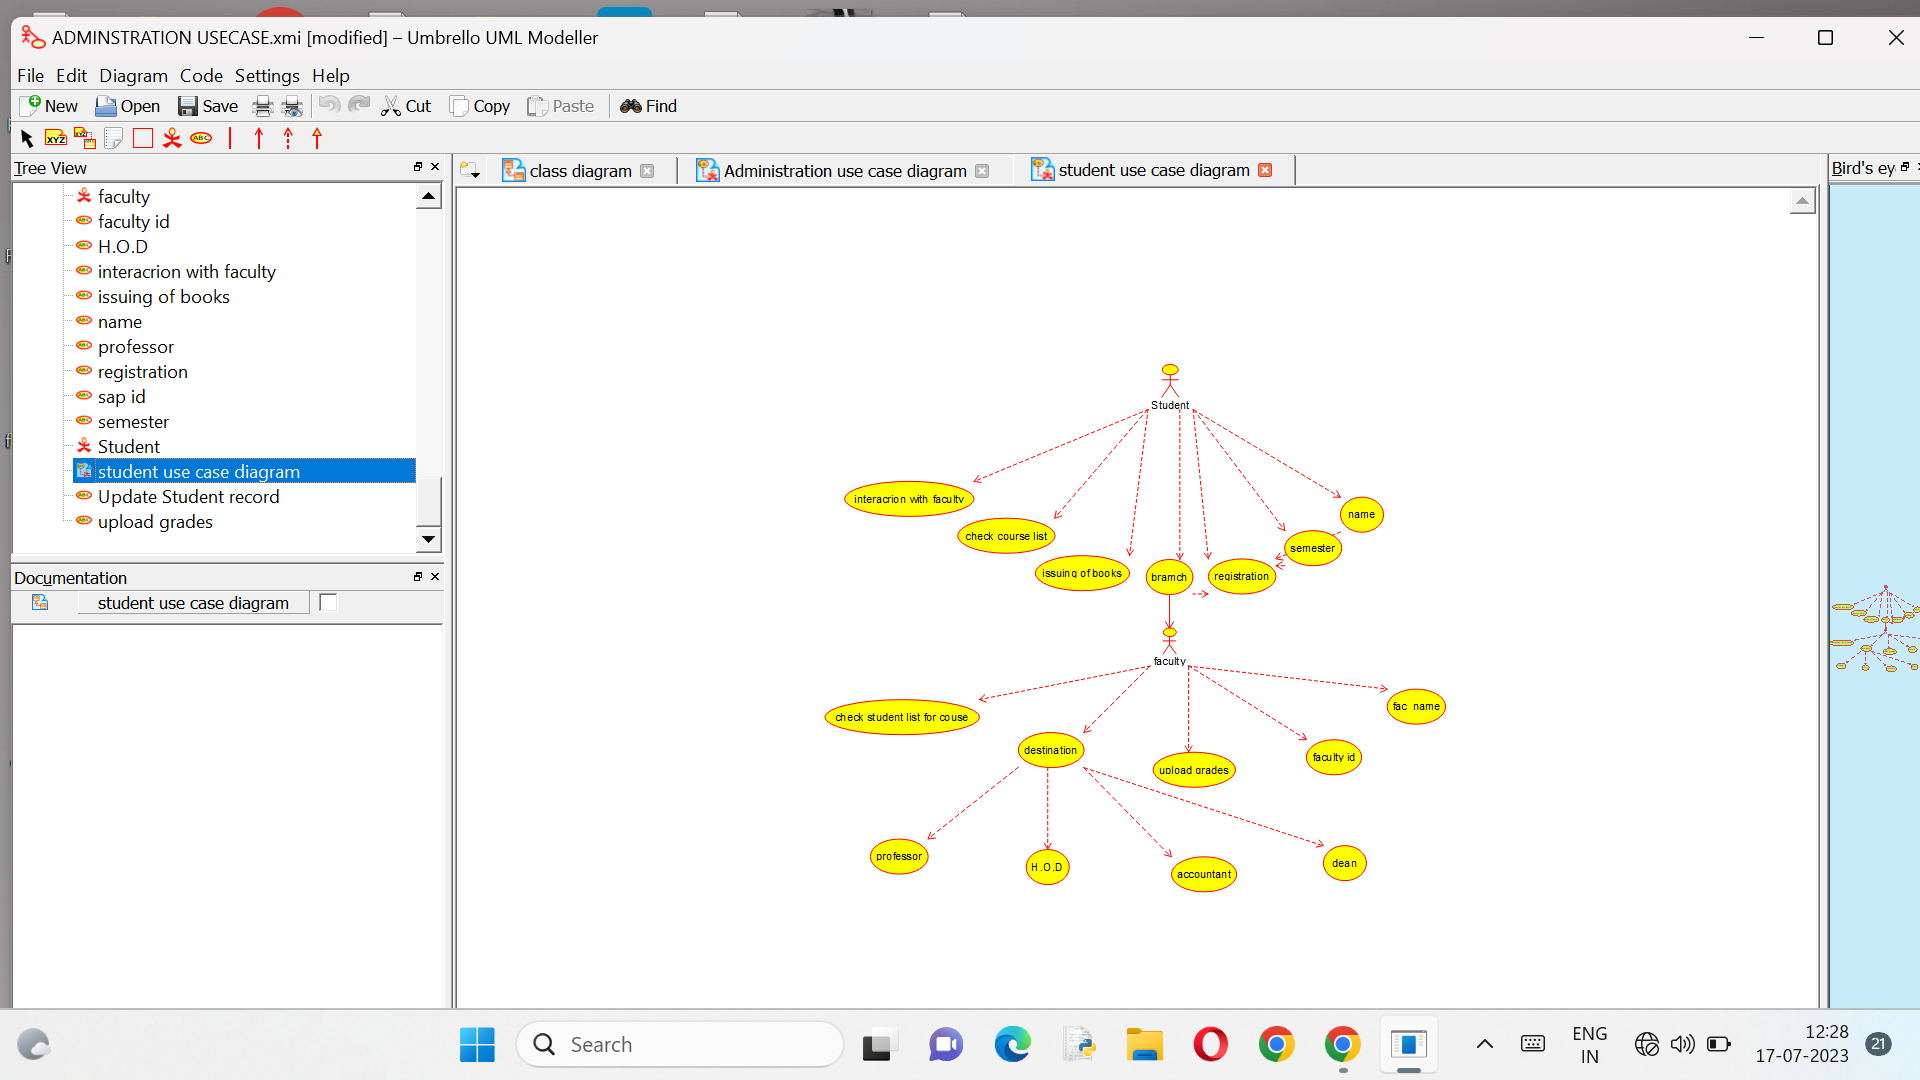 ADMINSTRATION USECASE.xmi [modified] – Umbrello UML Modeller
File Edit Diagram Code Settings Help
New Open Save Cut Copy Paste Find
XYZ XYZ ABC
Tree View
faculty
faculty id
H.O.D
interacrion with faculty
issuing of books
name
professor
registration
sap id
semester
Student
student use case diagram
Update Student record
upload grades
Documentation
student use case diagram
class diagram Administration use case diagram student use case diagram
Bird's ey
Student
interacrion with faculty
name
check course list
semester
issuing of books
bramch
registration
faculty
fac_name
check student list for couse
destination
faculty id
upload grades
professor
H.O.D
dean
accountant
Search
ENG
IN
12:28
17-07-2023
21